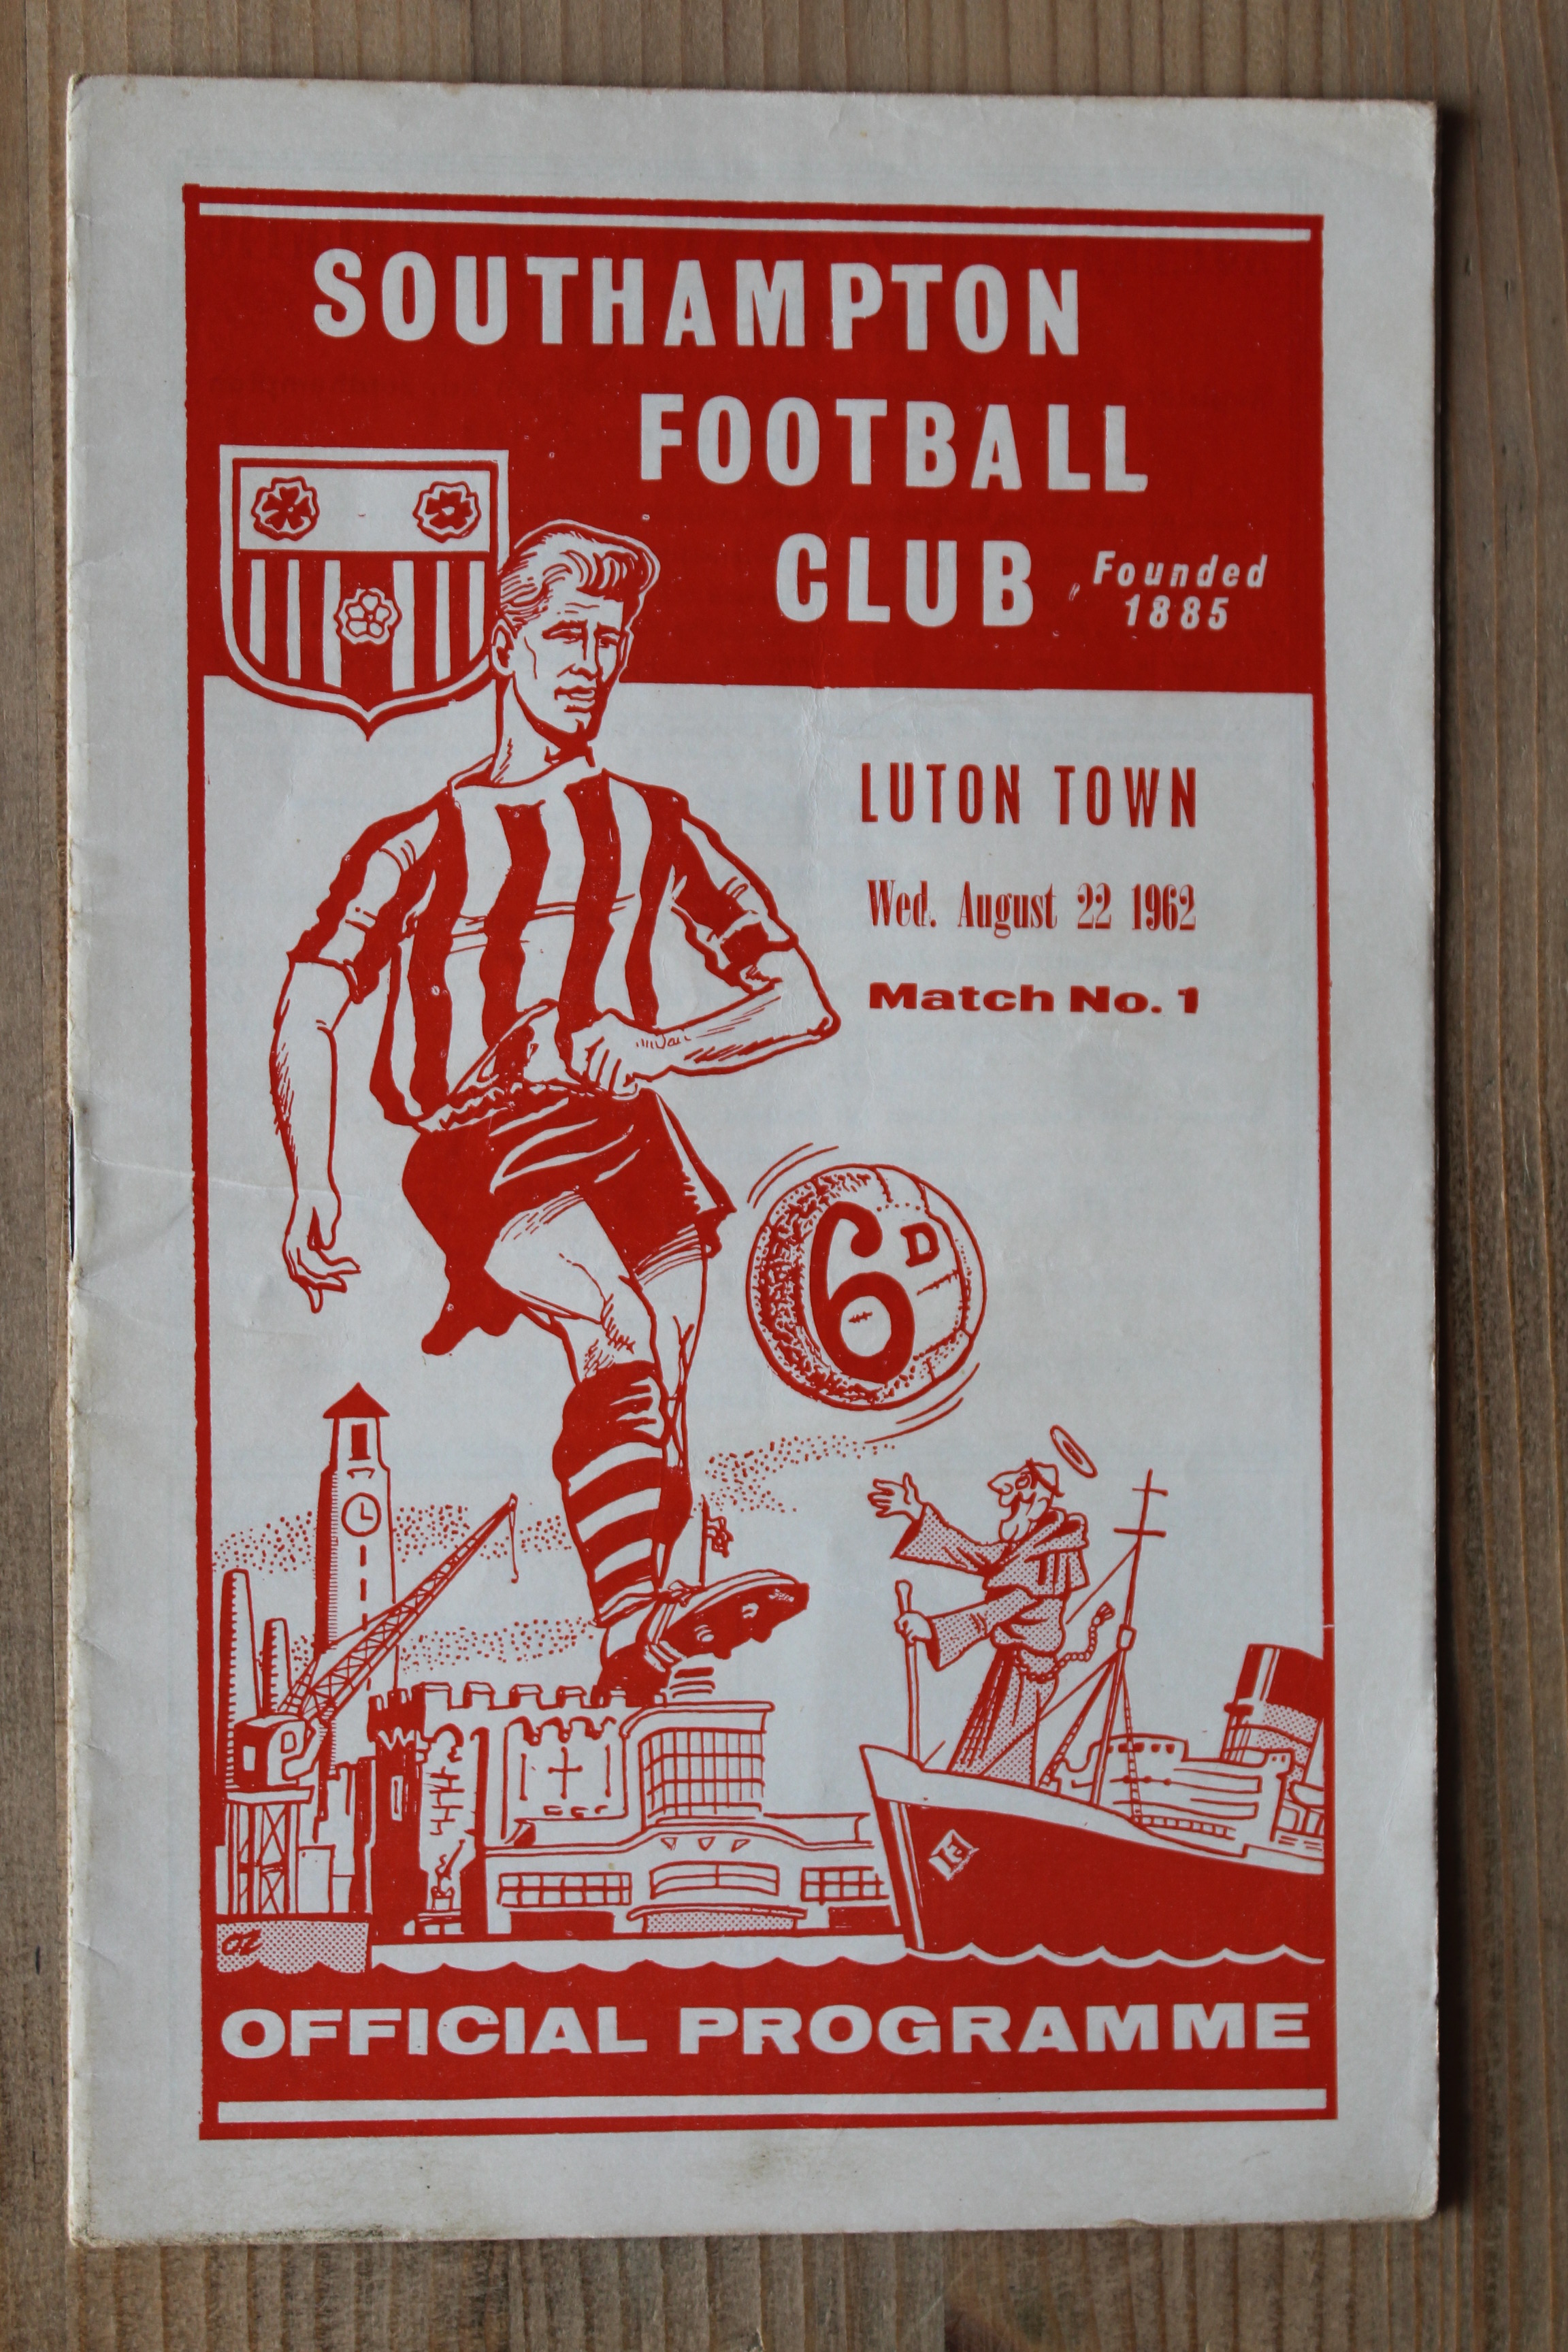 SOUTHAMPTON
FOOTBALL
CLUB
Founded
1885
LUTON TOWN
Wed. August 22 1962
Match No. 1
6D
OFFICIAL PROGRAMME